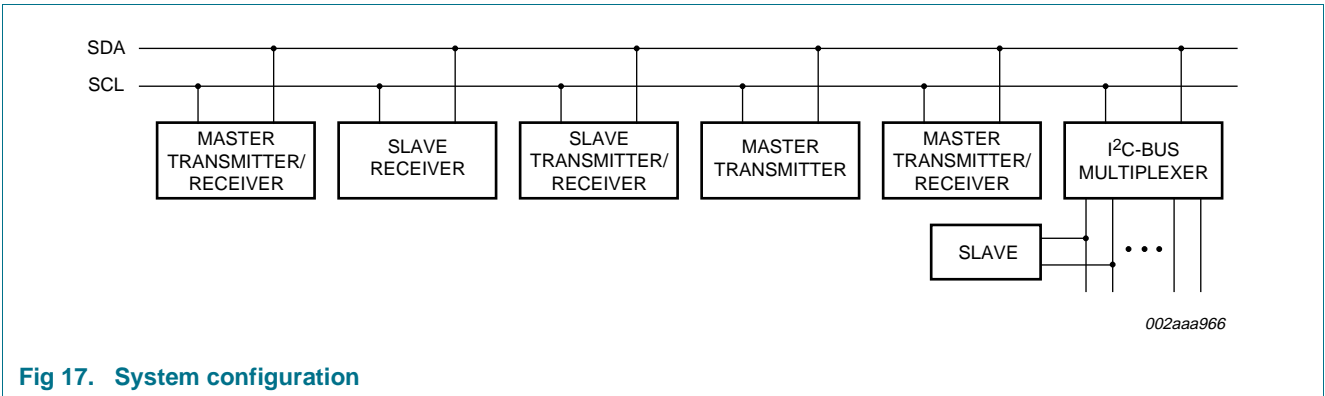 SDA
SCL
MASTER
TRANSMITTER/
RECEIVER
SLAVE
RECEIVER
SLAVE
TRANSMITTER/
RECEIVER
MASTER
TRANSMITTER
MASTER
TRANSMITTER/
RECEIVER
I²C-BUS
MULTIPLEXER
SLAVE
002aaa966
Fig 17. System configuration